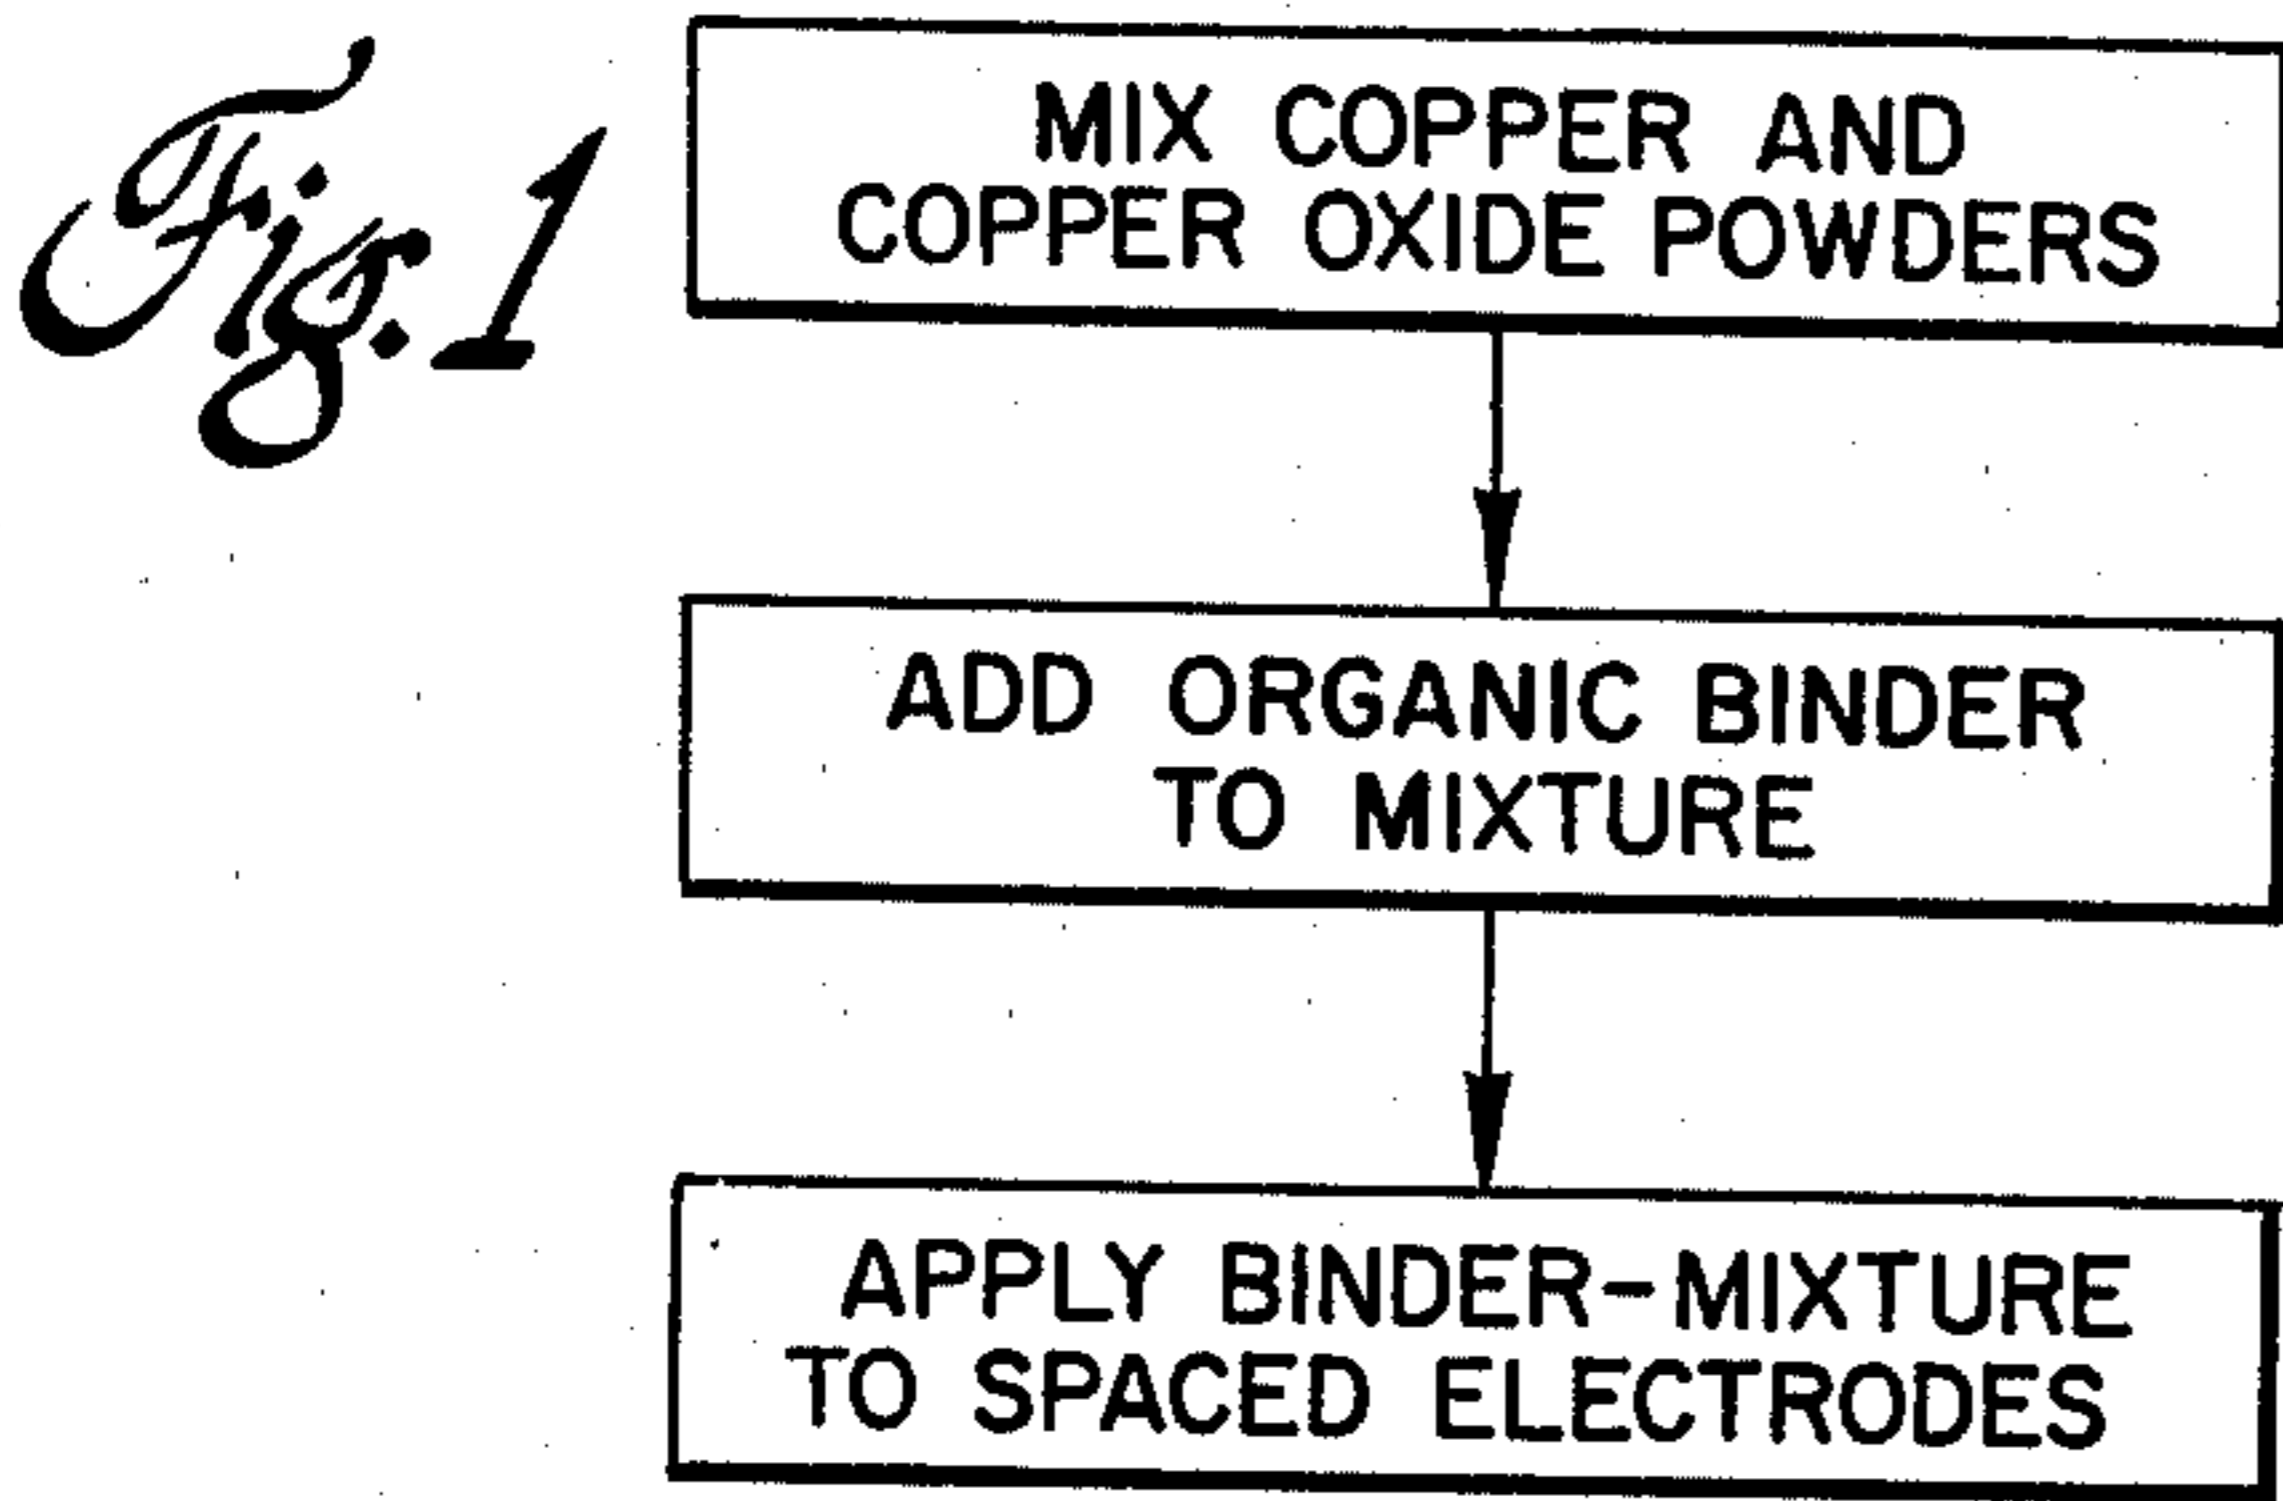 Fig. 1
MIX COPPER AND
COPPER OXIDE POWDERS
ADD ORGANIC BINDER
TO MIXTURE
APPLY BINDER-MIXTURE
TO SPACED ELECTRODES